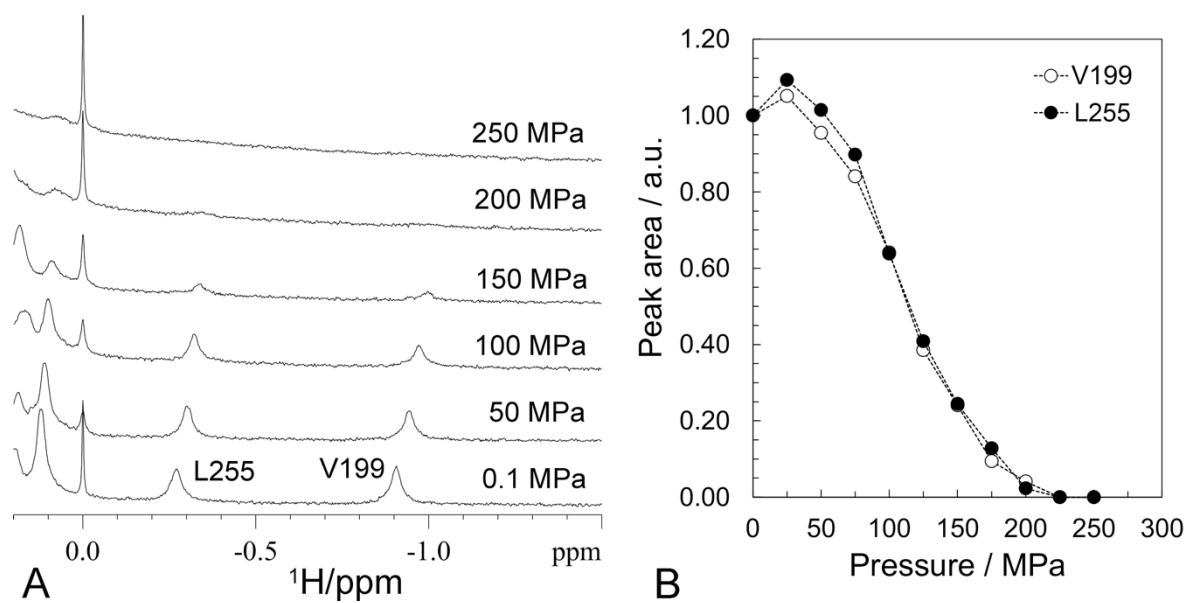 250 MPa
200 MPa
150 MPa
100 MPa
50 MPa
L255
V199
0.1 MPa
0.0
-0.5
-1.0
ppm
A
¹H/ppm
1.20
1.00
0.80
0.60
0.40
0.20
0.00
Peak area / a.u.
V199
L255
0 50 100 150 200 250 300
B
Pressure / MPa